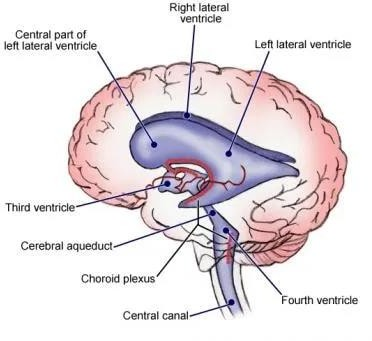 Right lateral
ventricle
Central part of
left lateral ventricle
Left lateral ventricle
Third ventricle
Cerebral aqueduct
Choroid plexus
Central canal
Fourth ventricle